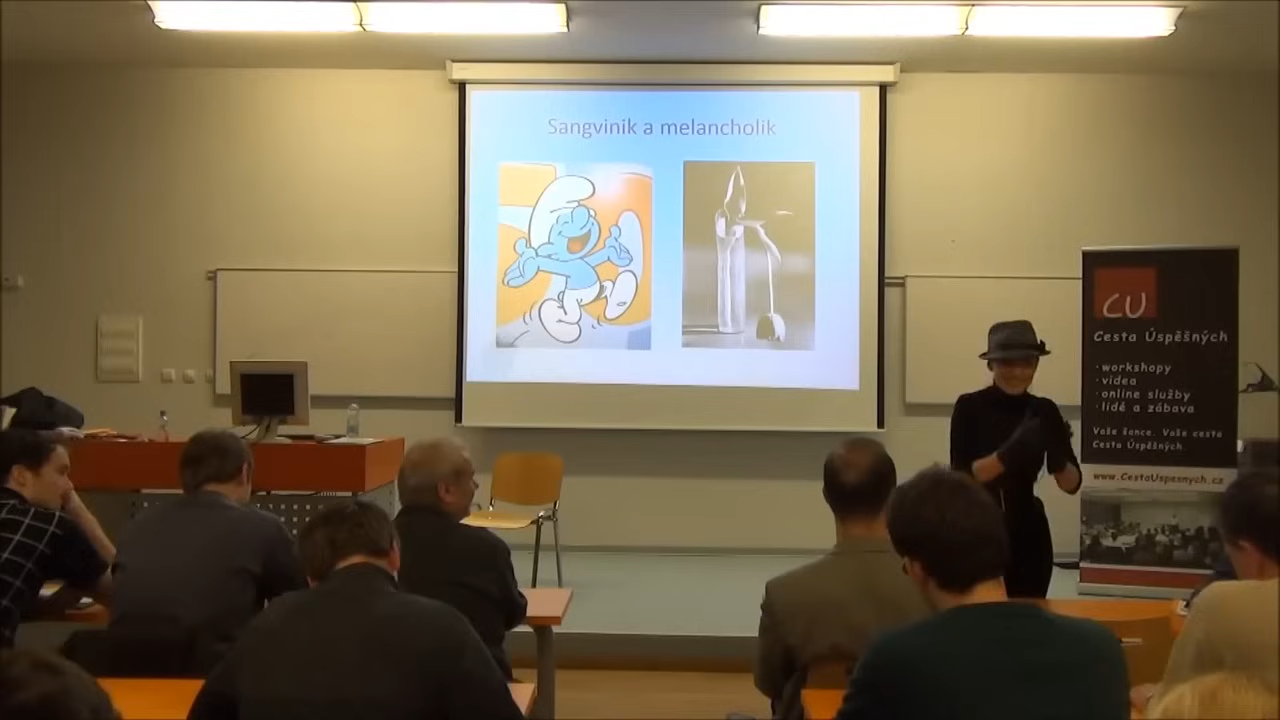 Sangvinik a melancholik
CU
Cesta Úspěšných
· workshopy
· videa
· online služby
· lidé a zábava
Vaše šance. Vaše cesta
Cesta Úspěšných.
www.CestaUspesnych.cz